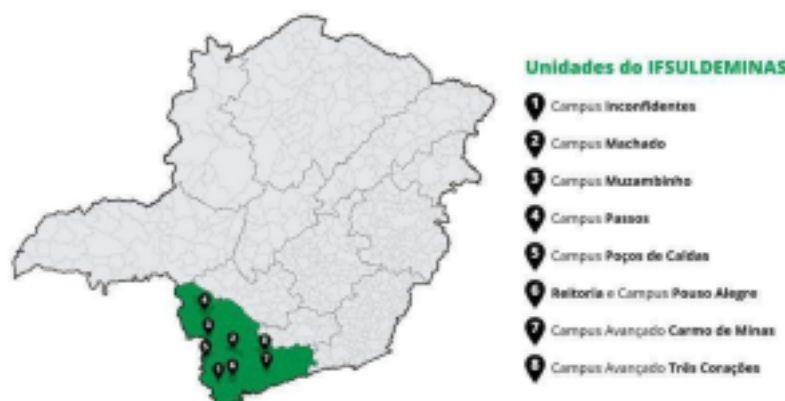 Unidades do IFSULDEMINAS
1 Campus Inconfidentes
2 Campus Machado
3 Campus Muzambinho
4 Campus Passos
5 Campus Poços de Caldas
6 Reitoria e Campus Pouso Alegre
7 Campus Avançado Carmo de Minas
8 Campus Avançado Três Corações